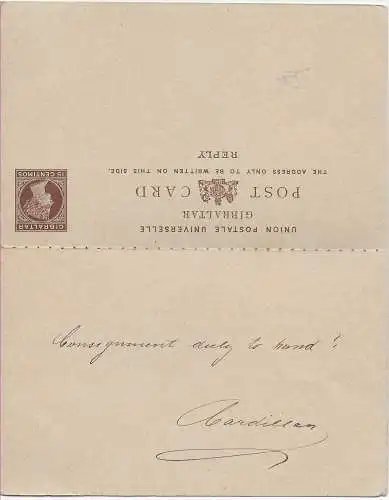 UNION POSTALE UNIVERSELLE
GIBRALTAR
POST CARD
THE ADDRESS ONLY TO BE WRITTEN ON THIS SIDE.
REPLY
GIBRALTAR
15 CENTIMOS
Consignment duly to hand